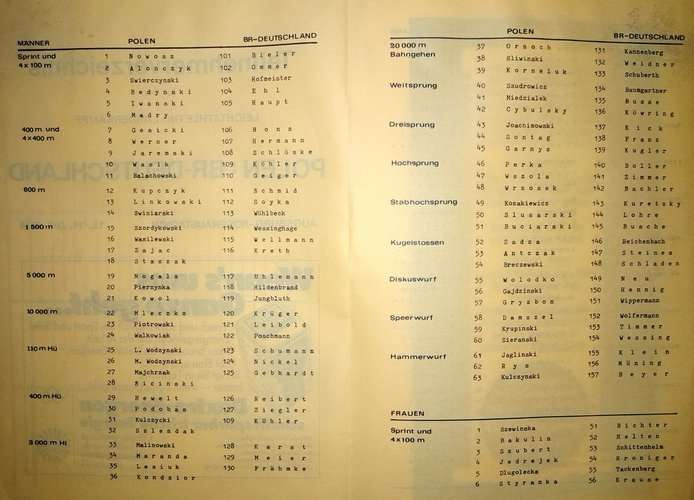 MÄNNER POLEN BR-DEUTSCHLAND
Sprint und 1 Nowosz 101 Bieler
4 x 100 m 2 Alonczyk 102 Ommer
3 Swierczynski 103 Hofmeister
4 Bedynski 104 Ehl
5 Iwanski 105 Haupt
6 Madry
400 m und 7 Gesicki 106 Honz
4 x 400 m 8 Werner 107 Hermann
9 Jaremski 108 Schlöske
10 Wasik 109 Köhler
11 Balachowski 110 Geiger
800 m 12 Kupczyk 111 Schmid
13 Linkowski 112 Soyka
14 Swiniarski 113 Wühlbeck
1 500 m 15 Szordykowski 114 Wessinghage
16 Wasilewski 115 Wellmann
17 Zajac 116 Kreth
18 Staszak
5 000 m 19 Nogala 117 Uhlemann
20 Pierzynka 118 Hildenbrand
21 Kowol 119 Jungbluth
10 000 m 22 Mleczko 120 Krüger
23 Piotrowski 121 Leibold
24 Walkowiak 122 Poschmann
110 m Hü 25 L. Wodzynski 123 Schumann
26 M. Wodzynski 124 Nickel
27 Majchrzak 125 Gebhardt
28 Siciński
400 m Hü 29 Hewelt 126 Reibert
30 Podobas 127 Ziegler
31 Kulczycki 109 Köhler
32 Szlendak
3 000 m Hi 33 Malinowski 128 Karst
34 Maranda 129 Meier
35 Lesiuk 130 Frähmke
36 Kondzior
POLEN BR-DEUTSCHLAND
20 000 m 37 Ornoch 131 Kannenberg
Bahngehen 38 Sliwinski 132 Weidner
39 Korneluk 133 Schuberth
Weitsprung 40 Szudrowicz 134 Baumgartner
41 Miedzialek 135 Busse
42 Cybulsky 136 Köwring
Dreisprung 43 Joachimowski 137 Kick
44 Sontag 138 Franz
45 Garnys 139 Kugler
Hochsprung 46 Perka 140 Boller
47 Wszola 141 Zimmer
48 Wrzosek 142 Bachler
Stabhochsprung 49 Kozakiewicz 143 Kuretzky
50 Slusarski 144 Lohre
51 Buciarski 145 Busche
Kugelstossen 52 Sadza 146 Reichenbach
53 Antczak 147 Steines
54 Breczewski 148 Schladen
Diskuswurf 55 Wolodko 149 Neu
56 Gajdzinski 150 Hennig
57 Gryzbon 151 Wippermann
Speerwurf 58 Damszel 152 Wolfermann
59 Krupinski 153 Timmer
60 Sieranski 154 Wessing
Hammerwurf 61 Jaglinski 155 Klein
62 Rys 156 Hüning
63 Kulczynski 157 Beyer
FRAUEN
Sprint und 1 Szewinska 51 Richter
4 x 100 m 2 Bakulin 52 Helten
3 Szubert 53 Schittenhelm
4 Jedrejek 54 Kroniger
5 Dlugolecka 55 Tackenberg
6 Styranka 56 Krause